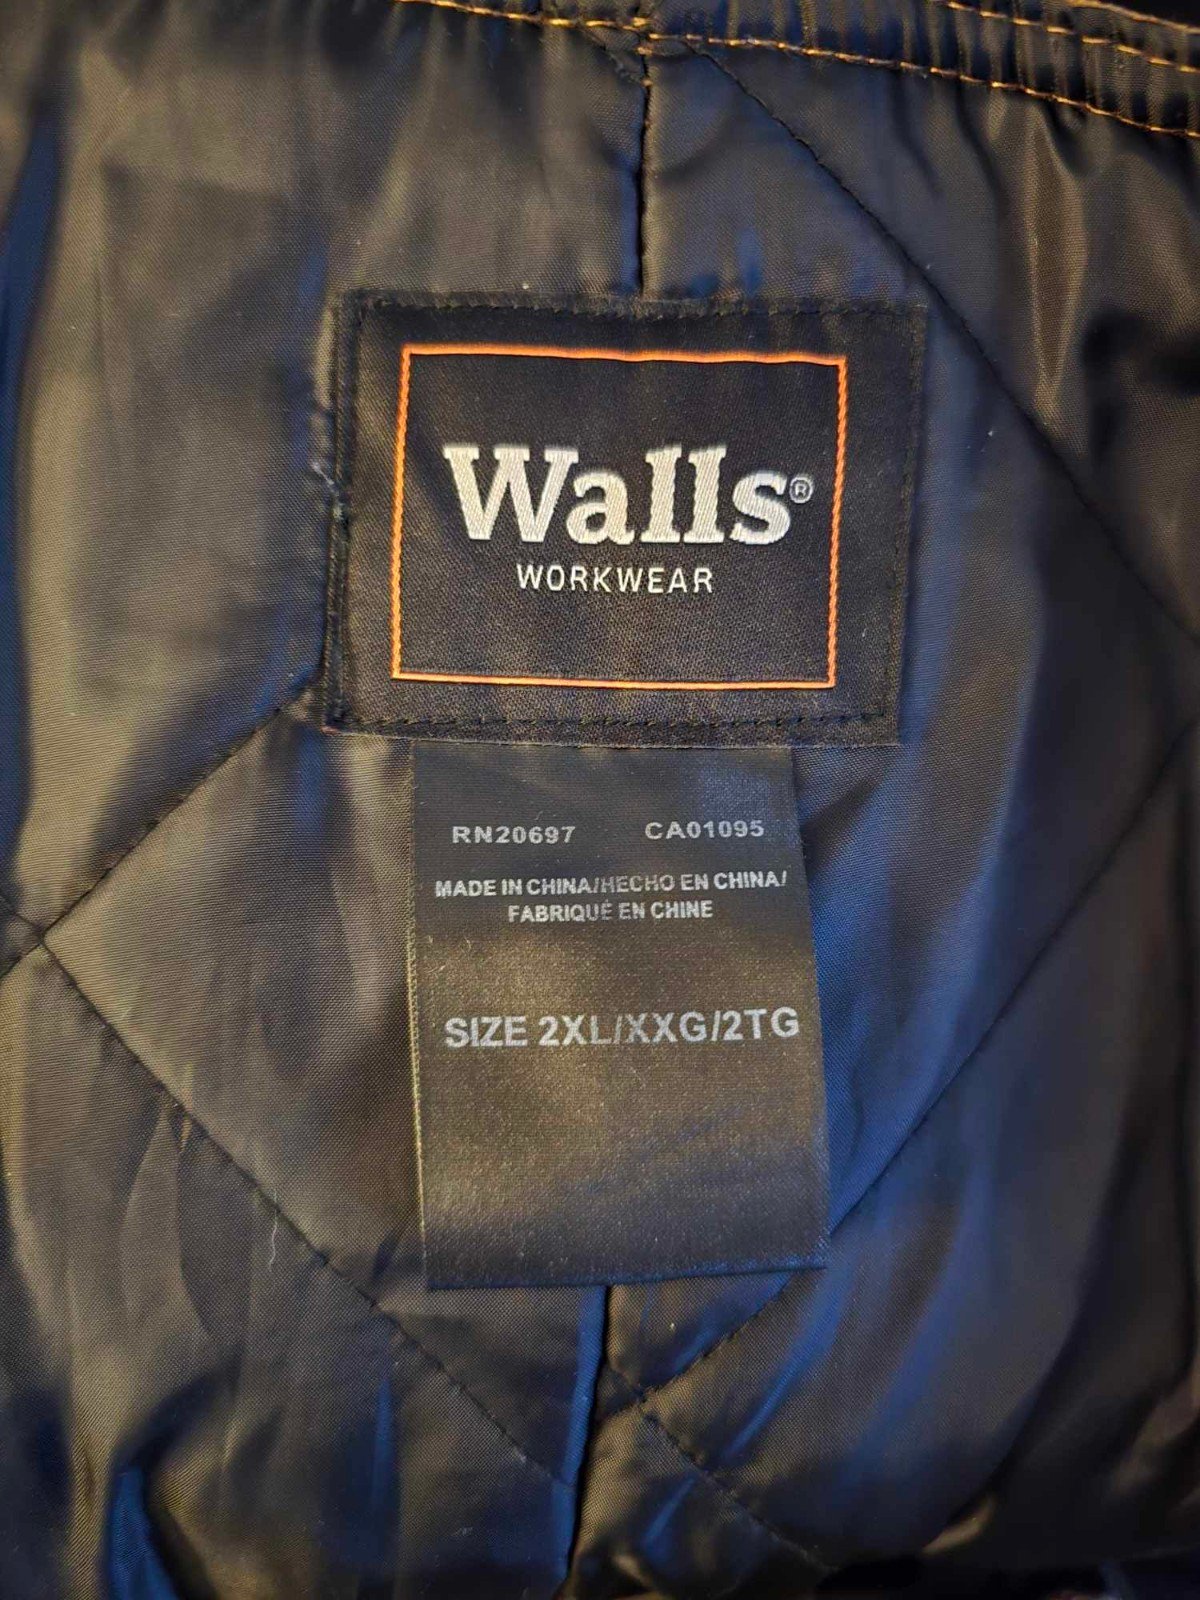 Walls®
WORKWEAR
RN20697 CA01095
MADE IN CHINA/HECHO EN CHINA/
FABRIQUÉ EN CHINE
SIZE 2XL/XXG/2TG